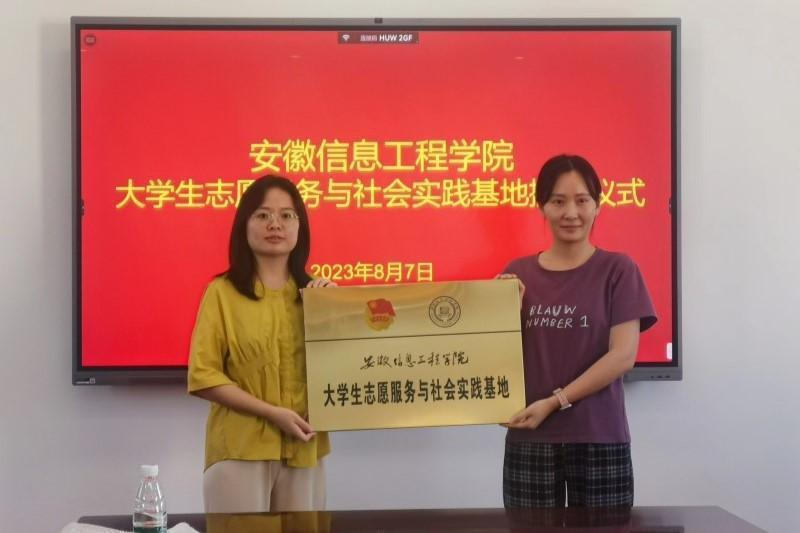 HUW 2GF
安徽信息工程学院
大学生志愿服务与社会实践基地 仪式
2023年8月7日
安徽信息工程学院
大学生志愿服务与社会实践基地
BLAUW
NUMBER 1